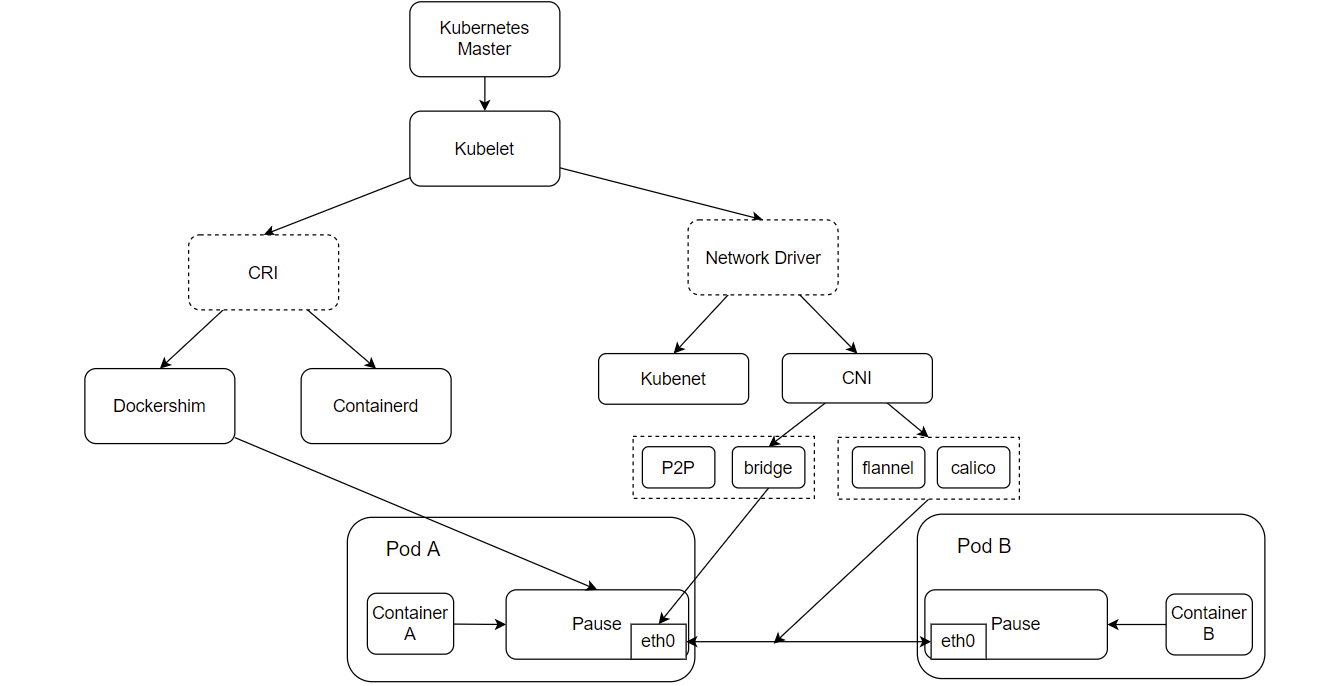 Kubernetes
Master
Kubelet
CRI
Network Driver
Dockershim
Containerd
Kubenet
CNI
P2P
bridge
flannel
calico
Pod A
Container
A
Pause
eth0
Pod B
eth0
Pause
Container
B